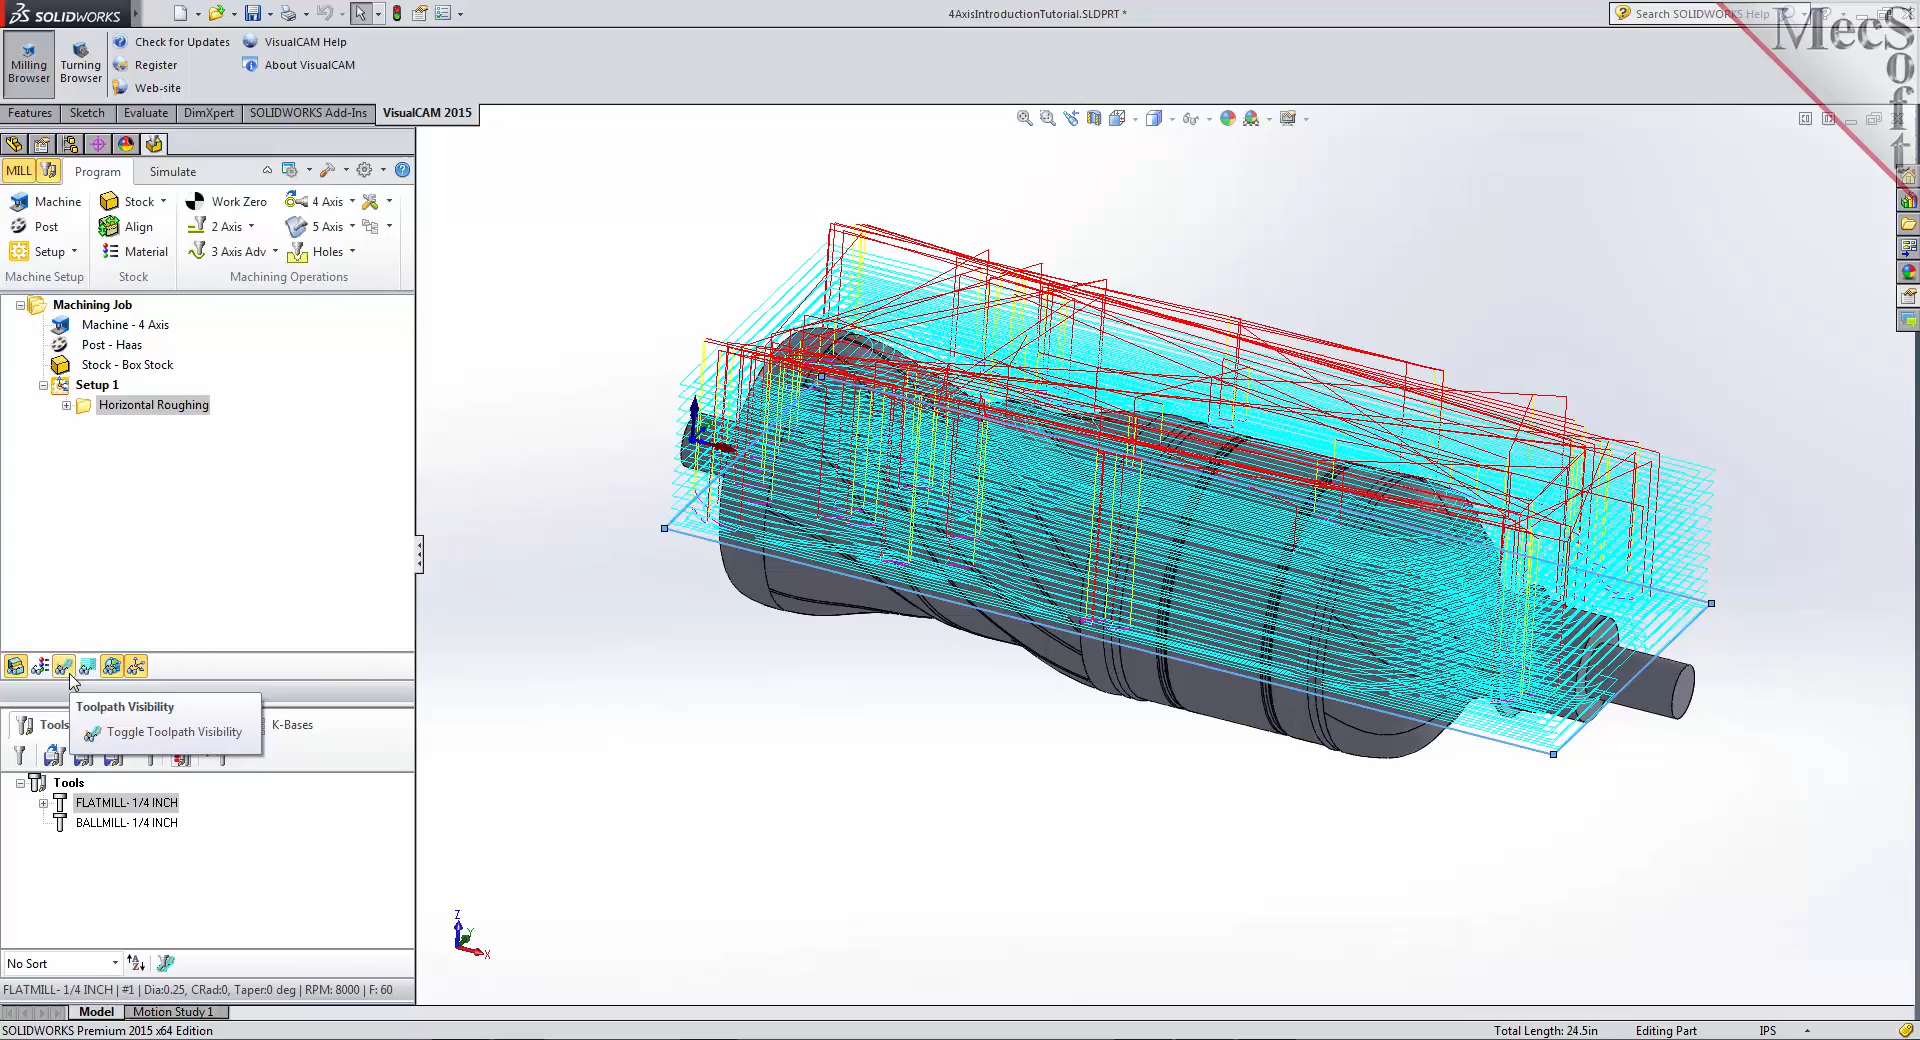 SOLIDWORKS
4AxisIntroductionTutorial.SLDPRT *
Search SOLIDWORKS Help
MecSoft
Milling Browser
Turning Browser
Check for Updates
Register
Web-site
VisualCAM Help
About VisualCAM
Features
Sketch
Evaluate
DimXpert
SOLIDWORKS Add-Ins
VisualCAM 2015
MILL
Program
Simulate
Machine
Post
Setup
Machine Setup
Stock
Align
Material
Stock
Work Zero
2 Axis
3 Axis Adv
4 Axis
5 Axis
Holes
Machining Operations
Machining Job
Machine - 4 Axis
Post - Haas
Stock - Box Stock
Setup 1
Horizontal Roughing
Toolpath Visibility
Toggle Toolpath Visibility
Tools
K-Bases
Tools
FLATMILL- 1/4 INCH
BALLMILL- 1/4 INCH
Z
Y
X
No Sort
FLATMILL- 1/4 INCH | #1 | Dia:0.25, CRad:0, Taper:0 deg | RPM: 8000 | F: 60
Model
Motion Study 1
SOLIDWORKS Premium 2015 x64 Edition
Total Length: 24.5in
Editing Part
IPS